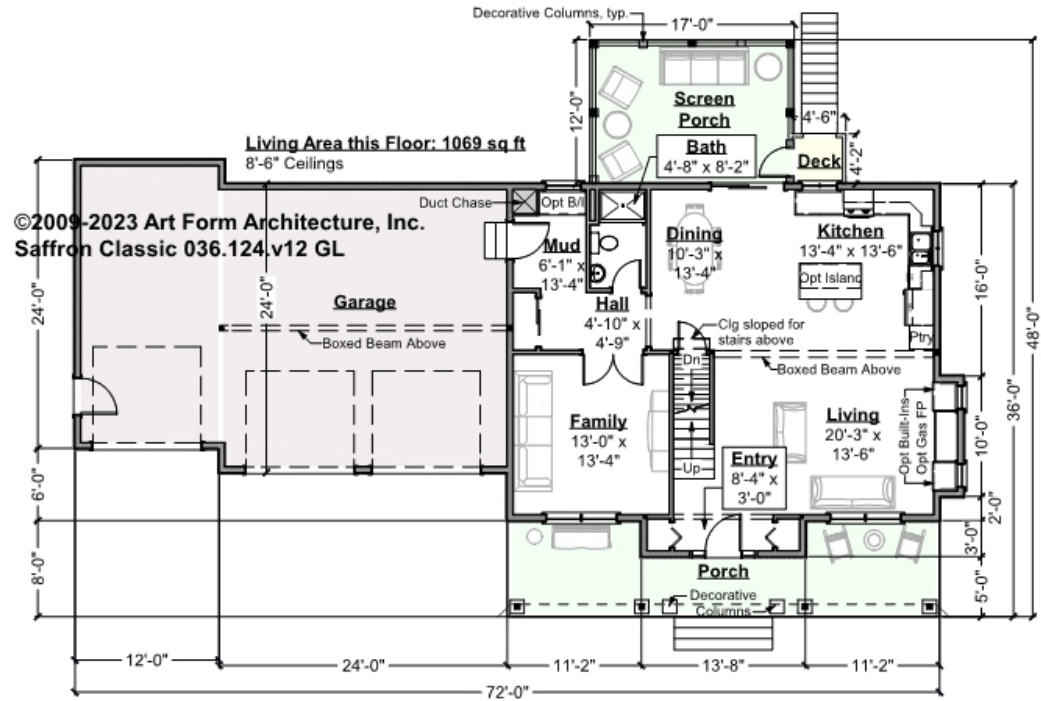 Decorative Columns, typ.
17'-0"
12'-0"
Screen
Porch
4'-6"
Living Area this Floor: 1069 sq ft
8'-6" Ceilings
Bath
4'-8" x 8'-2"
Deck
4'-2"
Duct Chase
Opt B/I
©2009-2023 Art Form Architecture, Inc.
Saffron Classic 036.124.v12 GL
Mud
6'-1" x
13'-4"
Dining
10'-3" x
13'-4"
Kitchen
13'-4" x 13'-6"
Opt Island
24'-0"
24'-0"
Garage
Hall
4'-10" x
4'-9"
16'-0"
48'-0"
Boxed Beam Above
Clg sloped for
stairs above
Ptry
Dn
Boxed Beam Above
36'-0"
Family
13'-0" x
13'-4"
Living
20'-3" x
13'-6"
Opt Built-Ins
Opt Gas FP
10'-0"
Up
Entry
8'-4" x
3'-0"
6'-0"
2'-0"
3'-0"
8'-0"
Porch
Decorative
Columns
5'-0"
12'-0"
24'-0"
11'-2"
13'-8"
11'-2"
72'-0"